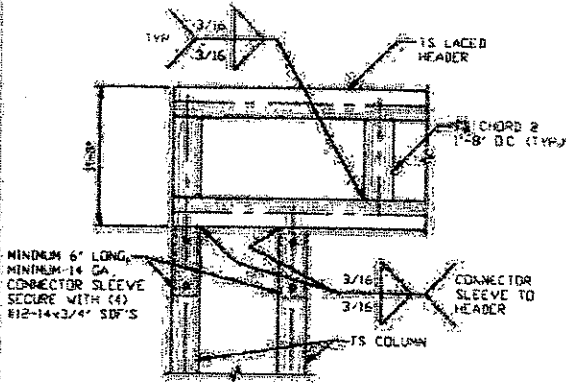 TYP
3/16
3/16
TS LACED
HEADER
TS CHORD @
1'-8" O.C. (TYP.)
MINIMUM 6" LONG,
MINIMUM-14 GA
CONNECTOR SLEEVE
SECURE WITH (4)
#12-14x3/4" SDF'S
3/16
3/16
CONNECTOR
SLEEVE TO
HEADER
TS COLUMN